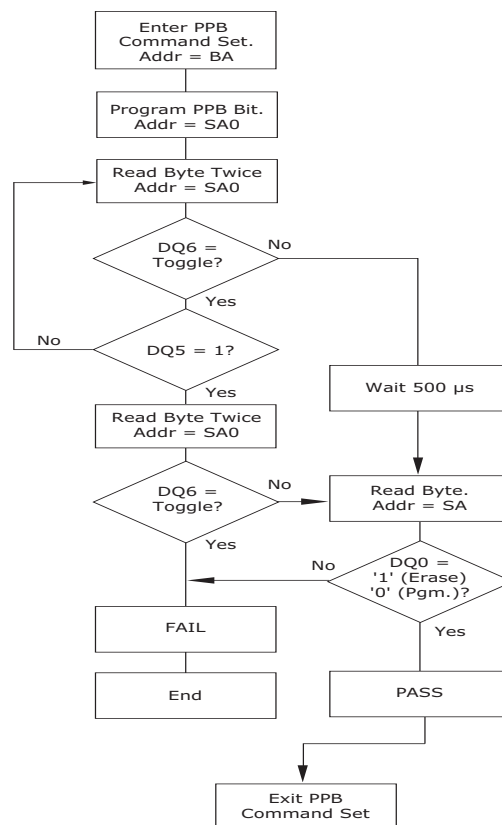 Enter PPB
Command Set.
Addr = BA
Program PPB Bit.
Addr = SA0
Read Byte Twice
Addr = SA0
DQ6 =
Toggle?
No
Yes
DQ5 = 1?
No
Yes
Wait 500 µs
Read Byte Twice
Addr = SA0
DQ6 =
Toggle?
No
Yes
Read Byte.
Addr = SA
DQ0 =
'1' (Erase)
'0' (Pgm.)?
No
Yes
FAIL
PASS
End
Exit PPB
Command Set